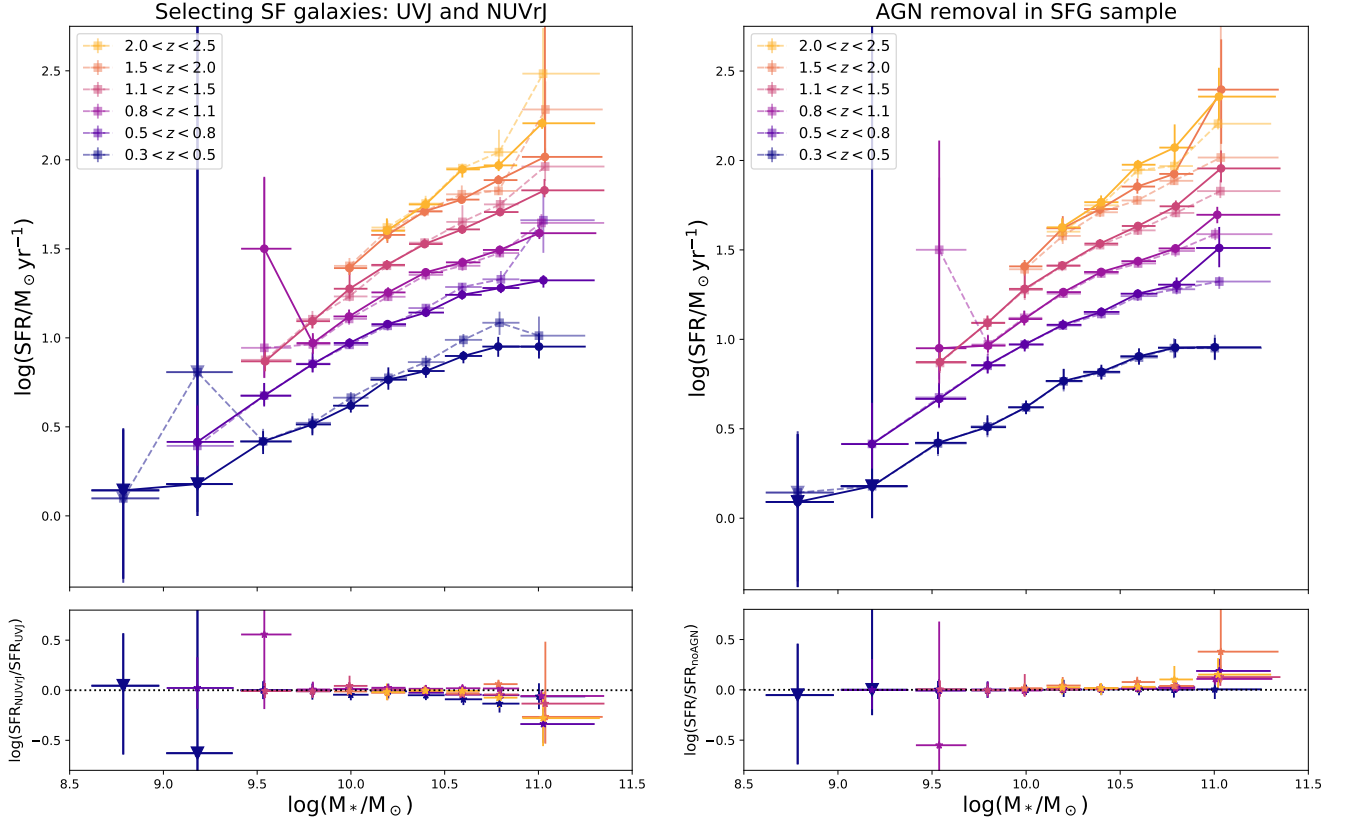 Selecting SF galaxies: UVJ and NUVrJ
2.0 < z < 2.5
1.5 < z < 2.0
1.1 < z < 1.5
0.8 < z < 1.1
0.5 < z < 0.8
0.3 < z < 0.5
log(SFR/M⊙ yr⁻¹)
2.5
2.0
1.5
1.0
0.5
0.0
log(SFR_NUVrJ/SFR_UVJ)
0.5
0.0
−0.5
8.5 9.0 9.5 10.0 10.5 11.0 11.5
log(M*/M⊙)
AGN removal in SFG sample
2.0 < z < 2.5
1.5 < z < 2.0
1.1 < z < 1.5
0.8 < z < 1.1
0.5 < z < 0.8
0.3 < z < 0.5
log(SFR/M⊙ yr⁻¹)
2.5
2.0
1.5
1.0
0.5
0.0
log(SFR/SFR_noAGN)
0.5
0.0
−0.5
8.5 9.0 9.5 10.0 10.5 11.0 11.5
log(M*/M⊙)